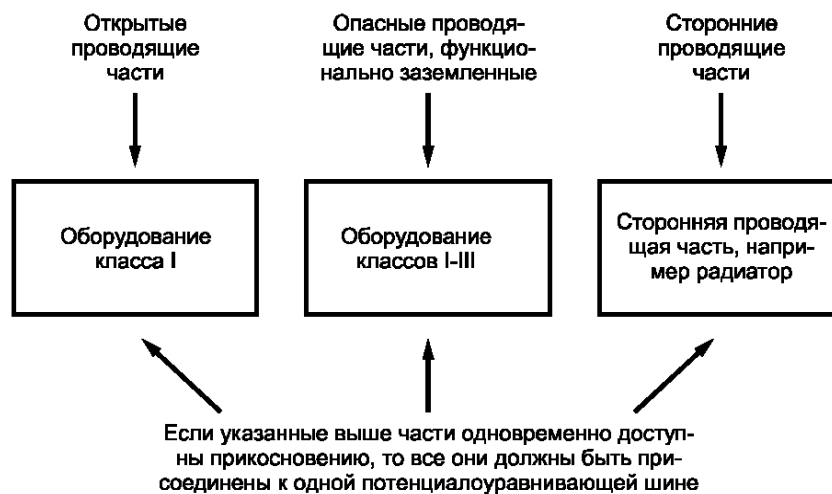 Открытые
проводящие
части
Опасные проводя-
щие части, функцио-
нально заземленные
Сторонние
проводящие
части
Оборудование
класса I
Оборудование
классов I-III
Сторонняя проводя-
щая часть, напри-
мер радиатор
Если указанные выше части одновременно доступ-
ны прикосновению, то все они должны быть при-
соединены к одной потенциалоуравнивающей шине